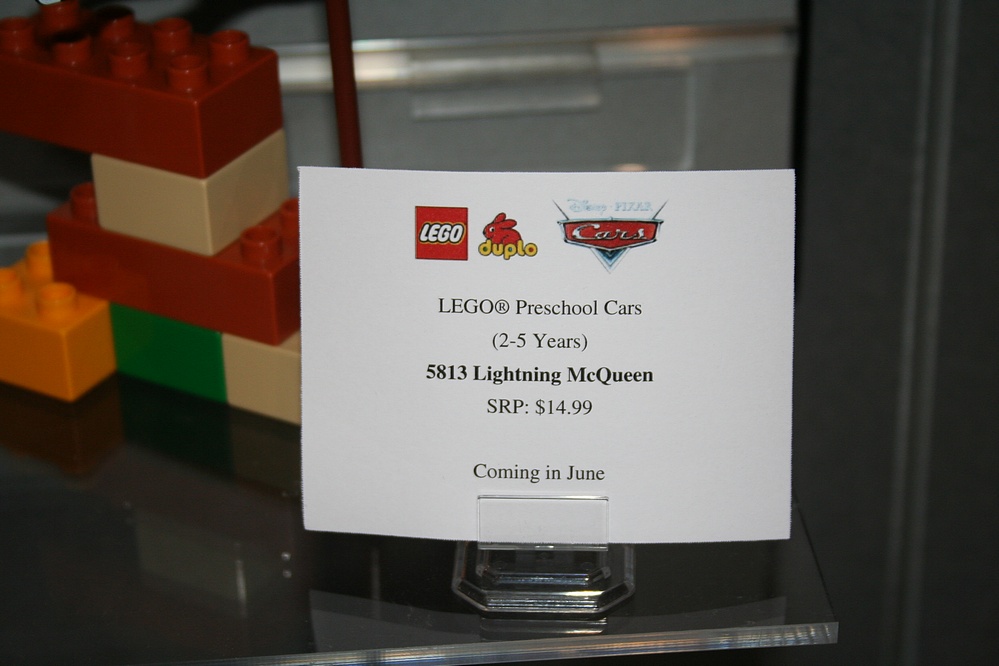 LEGO duplo Disney · PIXAR Cars
LEGO® Preschool Cars
(2-5 Years)
5813 Lightning McQueen
SRP: $14.99
Coming in June